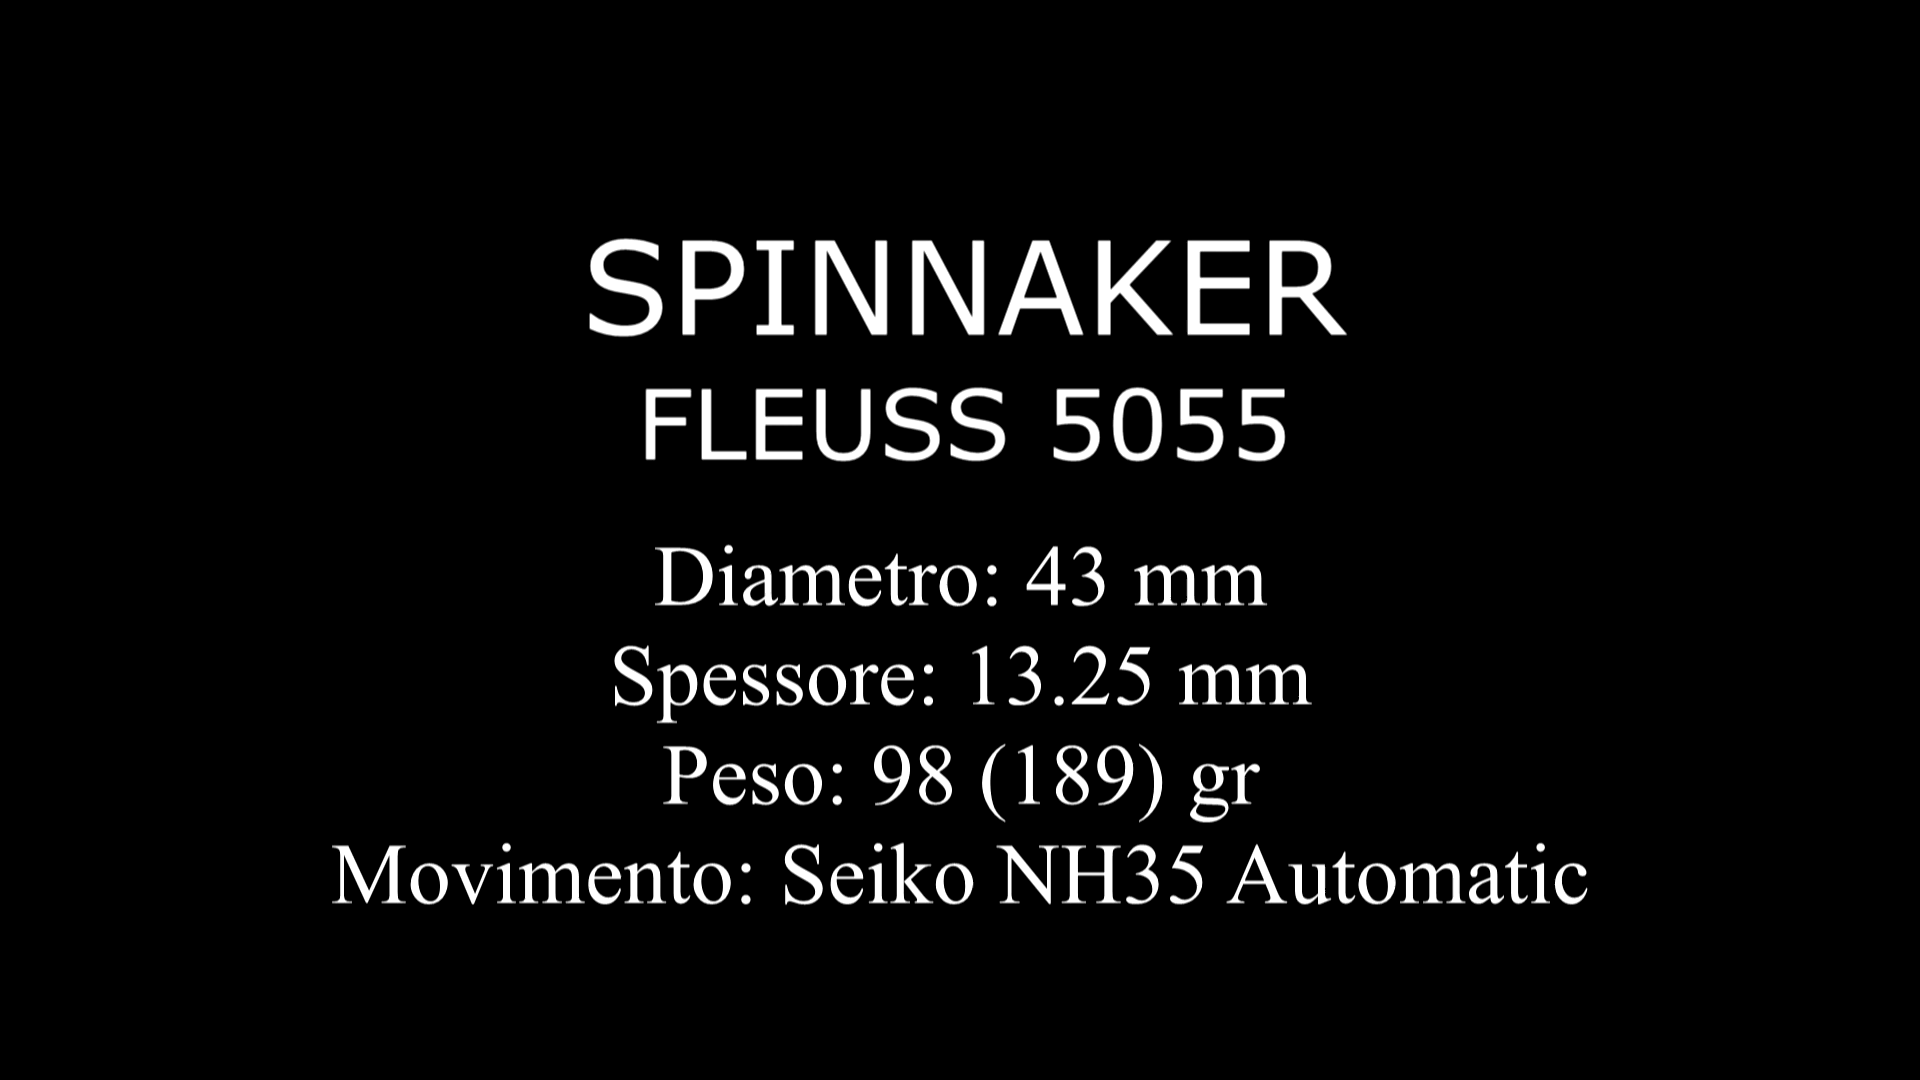 SPINNAKER
FLEUSS 5055
Diametro: 43 mm
Spessore: 13.25 mm
Peso: 98 (189) gr
Movimento: Seiko NH35 Automatic